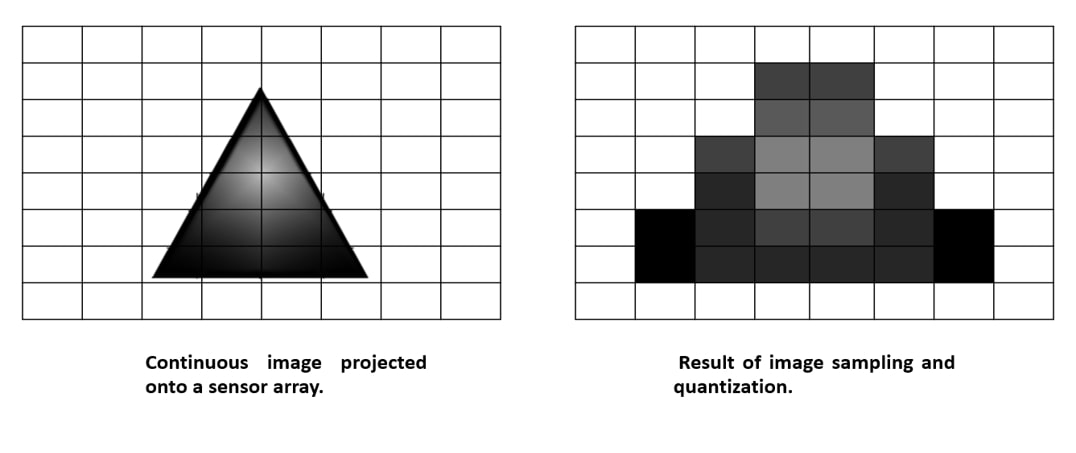 Continuous image projected
onto a sensor array.
Result of image sampling and
quantization.